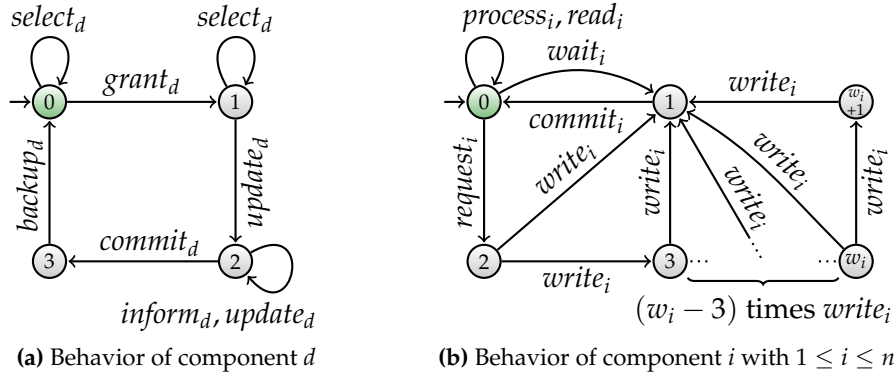 select_d
select_d
0
grant_d
1
backup_d
update_d
3
commit_d
2
inform_d, update_d
(a) Behavior of component d
process_i, read_i
wait_i
0
1
write_i
w_i
+1
commit_i
request_i
write_i
write_i
write_i
write_i
write_i
2
write_i
3
...
...
...
w_i
(w_i − 3) times write_i
(b) Behavior of component i with 1 ≤ i ≤ n